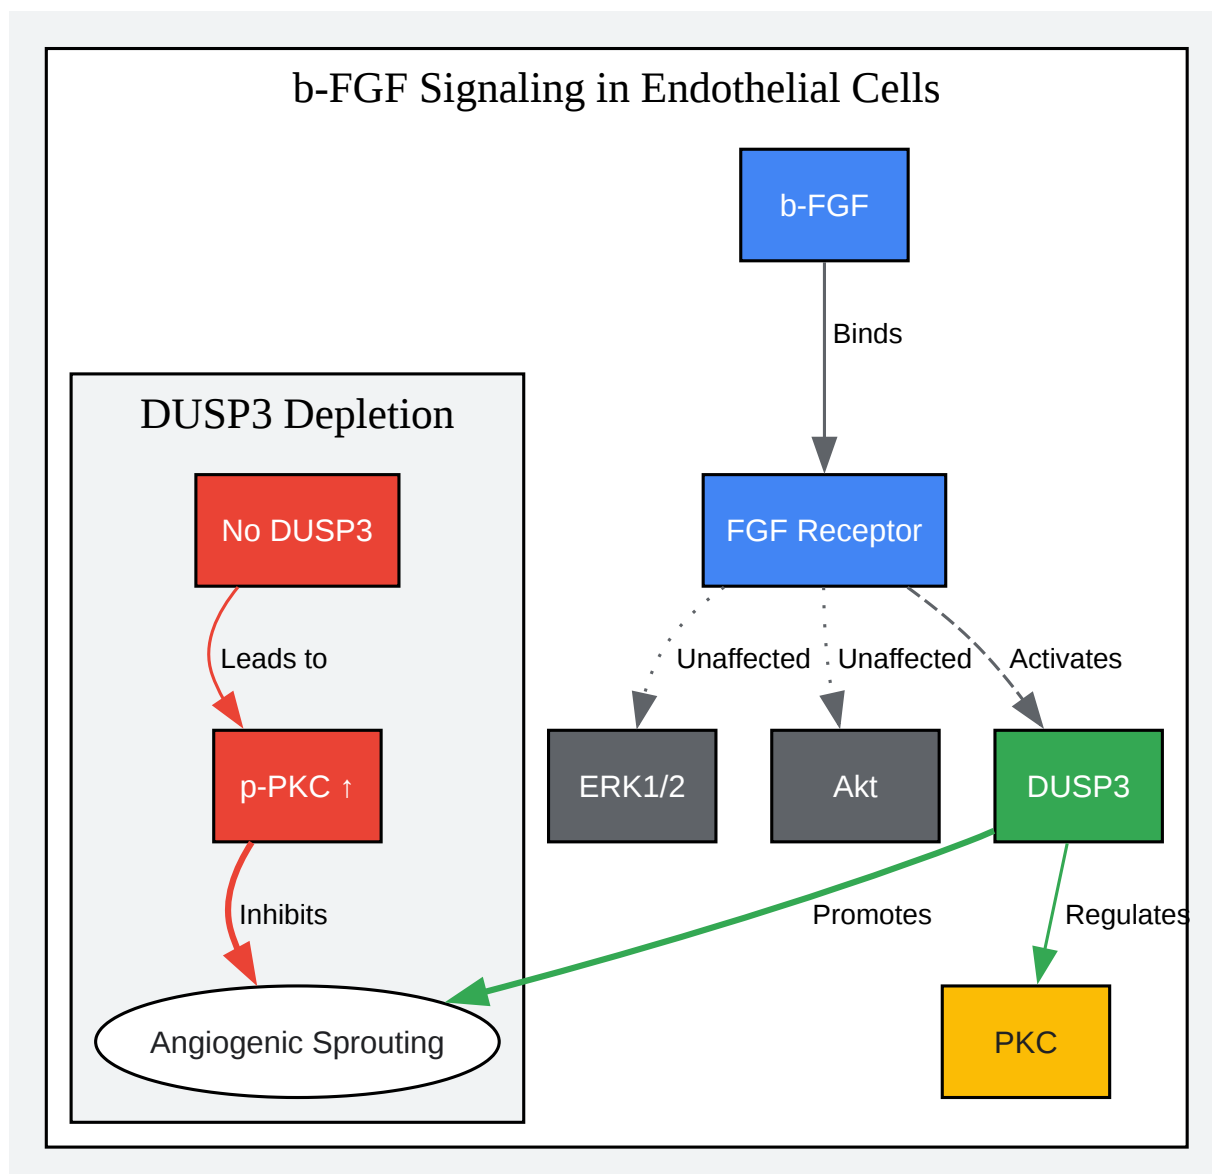 b-FGF Signaling in Endothelial Cells
b-FGF
Binds
DUSP3 Depletion
No DUSP3
FGF Receptor
Leads to
Unaffected
Unaffected
Activates
p-PKC ↑
ERK1/2
Akt
DUSP3
Inhibits
Promotes
Regulates
Angiogenic Sprouting
PKC